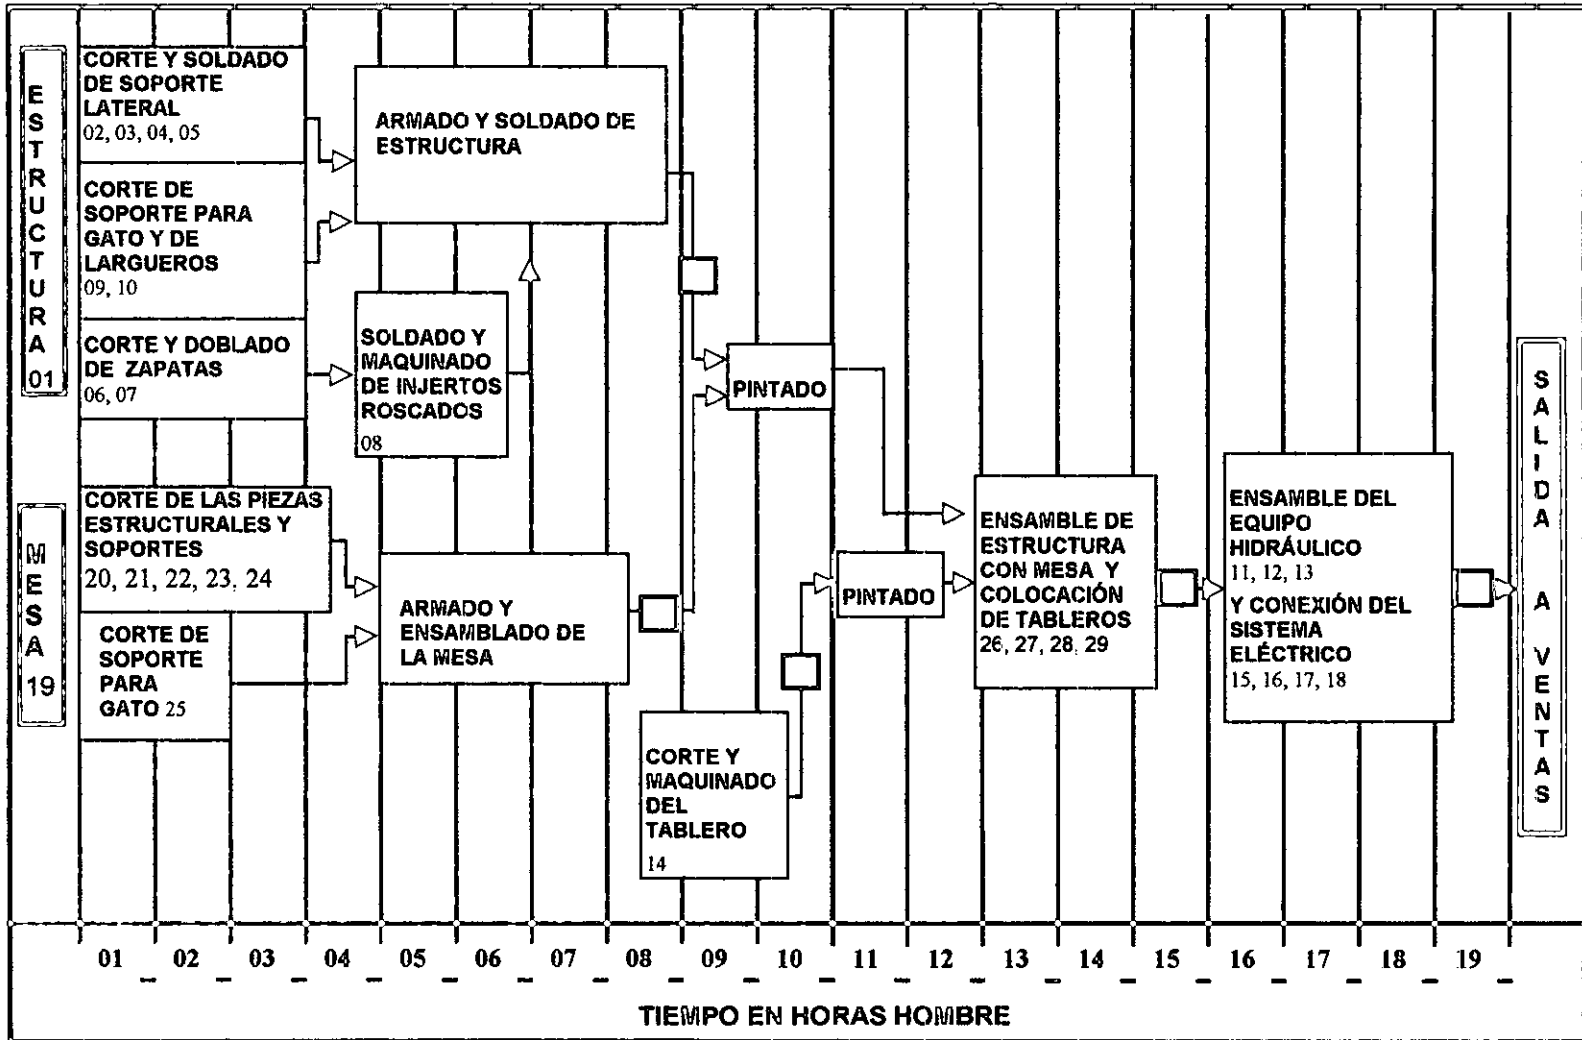 ESTRUCTURA 01
CORTE Y SOLDADO
DE SOPORTE
LATERAL
02, 03, 04, 05
CORTE DE
SOPORTE PARA
GATO Y DE
LARGUEROS
09, 10
CORTE Y DOBLADO
DE ZAPATAS
06, 07
ARMADO Y SOLDADO DE
ESTRUCTURA
SOLDADO Y
MAQUINADO
DE INJERTOS
ROSCADOS
08
MESA 19
CORTE DE LAS PIEZAS
ESTRUCTURALES Y
SOPORTES
20, 21, 22, 23, 24
CORTE DE
SOPORTE
PARA
GATO 25
ARMADO Y
ENSAMBLADO DE
LA MESA
CORTE Y
MAQUINADO
DEL
TABLERO
14
PINTADO
PINTADO
ENSAMBLE DE
ESTRUCTURA
CON MESA Y
COLOCACIÓN
DE TABLEROS
26, 27, 28, 29
ENSAMBLE DEL
EQUIPO
HIDRÁULICO
11, 12, 13
Y CONEXIÓN DEL
SISTEMA
ELÉCTRICO
15, 16, 17, 18
SALIDA A VENTAS
01 02 03 04 05 06 07 08 09 10 11 12 13 14 15 16 17 18 19
TIEMPO EN HORAS HOMBRE